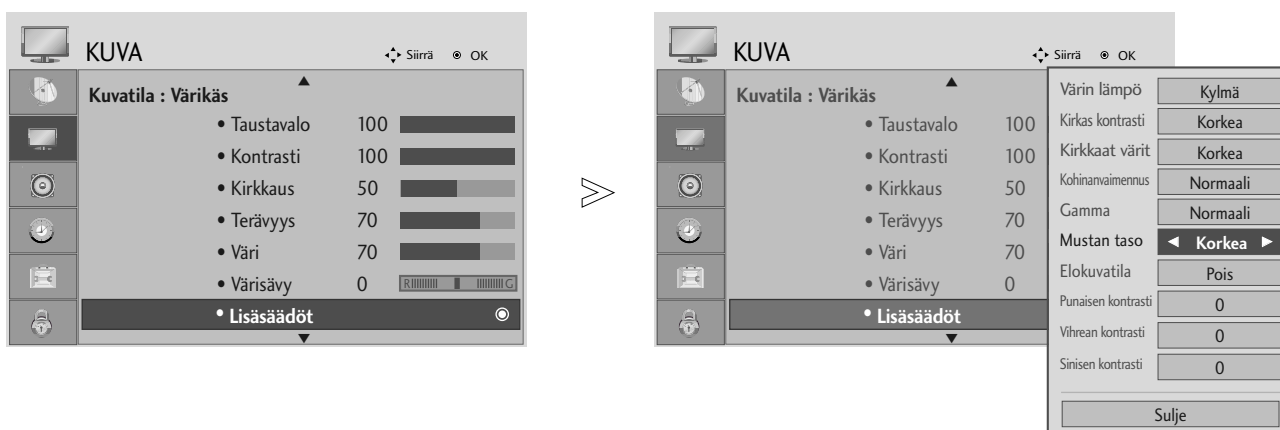 KUVA
Siirrä OK
Kuvatila : Värikäs
• Taustavalo 100
• Kontrasti 100
• Kirkkaus 50
• Terävyys 70
• Väri 70
• Värisävy 0 R G
• Lisäsäädöt
KUVA
Siirrä OK
Kuvatila : Värikäs
• Taustavalo 100
• Kontrasti 100
• Kirkkaus 50
• Terävyys 70
• Väri 70
• Värisävy 0
• Lisäsäädöt
Värin lämpö Kylmä
Kirkas kontrasti Korkea
Kirkkaat värit Korkea
Kohinanvaimennus Normaali
Gamma Normaali
Mustan taso ◄ Korkea ►
Elokuvatila Pois
Punaisen kontrasti 0
Vihrean kontrasti 0
Sinisen kontrasti 0
Sulje